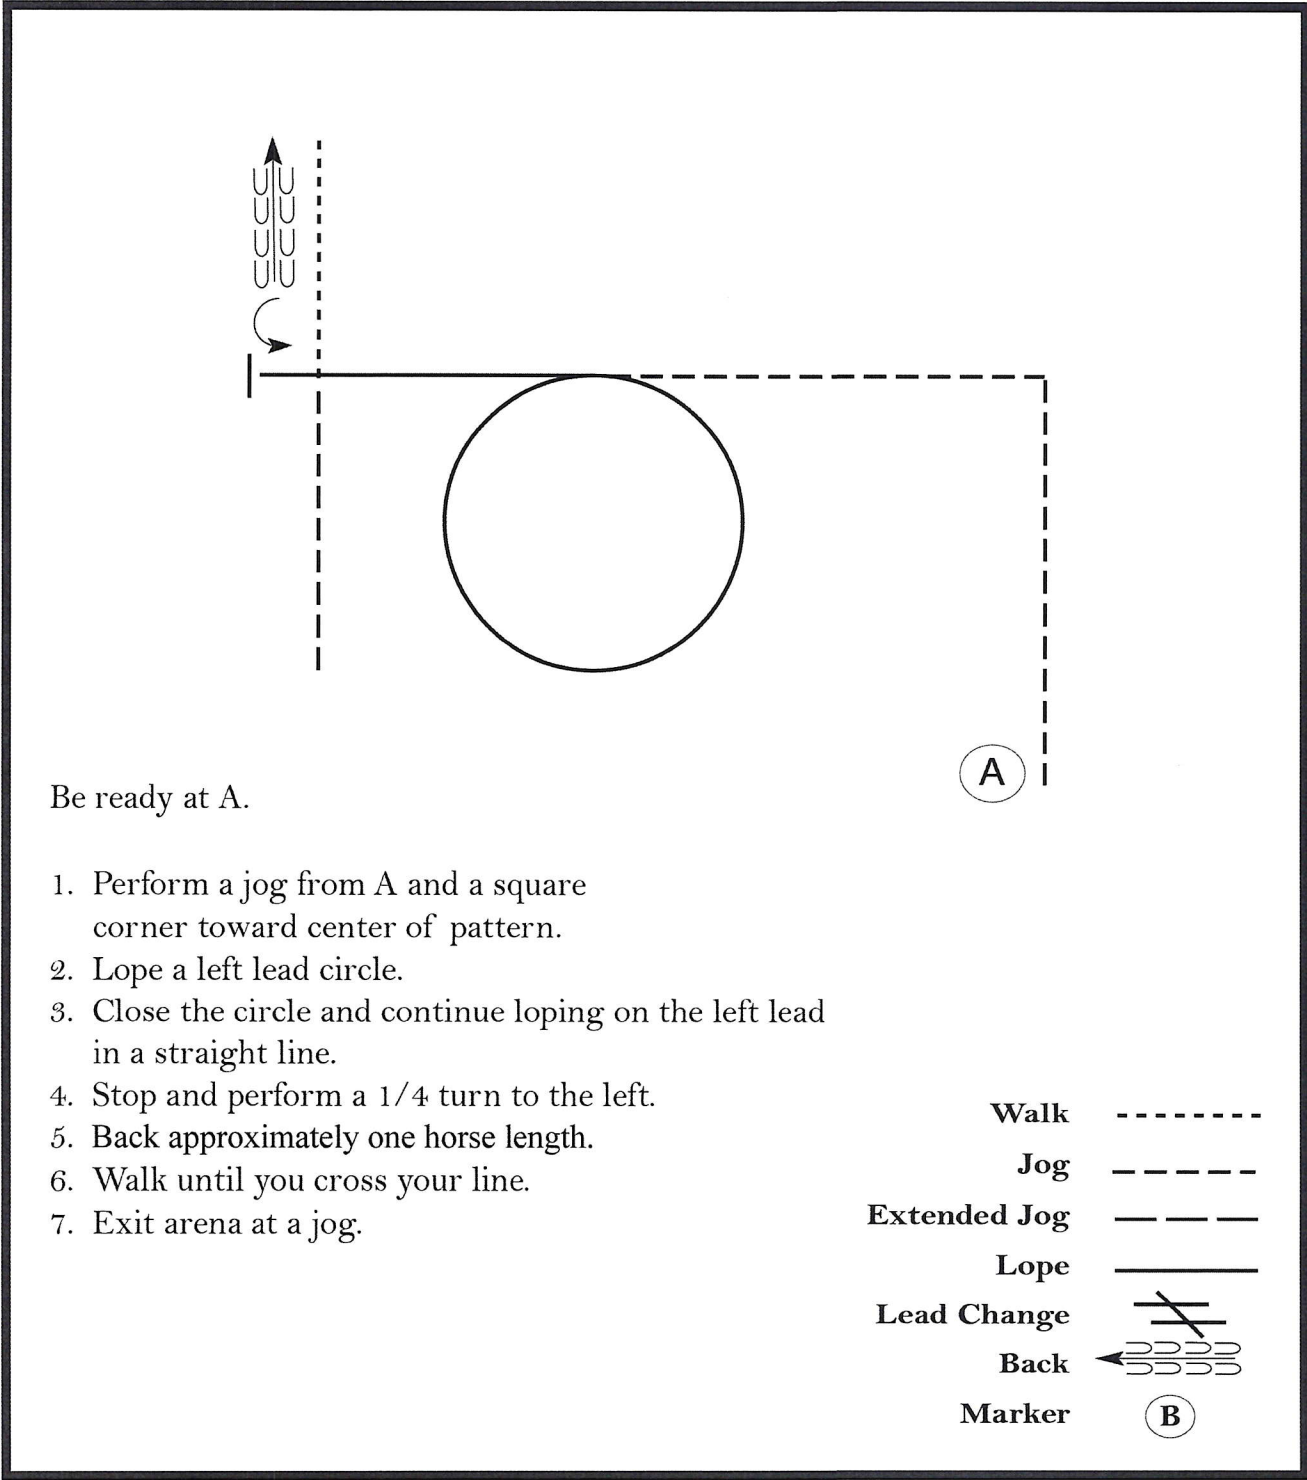 A
Be ready at A.
1. Perform a jog from A and a square
corner toward center of pattern.
2. Lope a left lead circle.
3. Close the circle and continue loping on the left lead
in a straight line.
4. Stop and perform a 1/4 turn to the left.
5. Back approximately one horse length.
6. Walk until you cross your line.
7. Exit arena at a jog.
Walk
Jog
Extended Jog
Lope
Lead Change
Back
Marker B